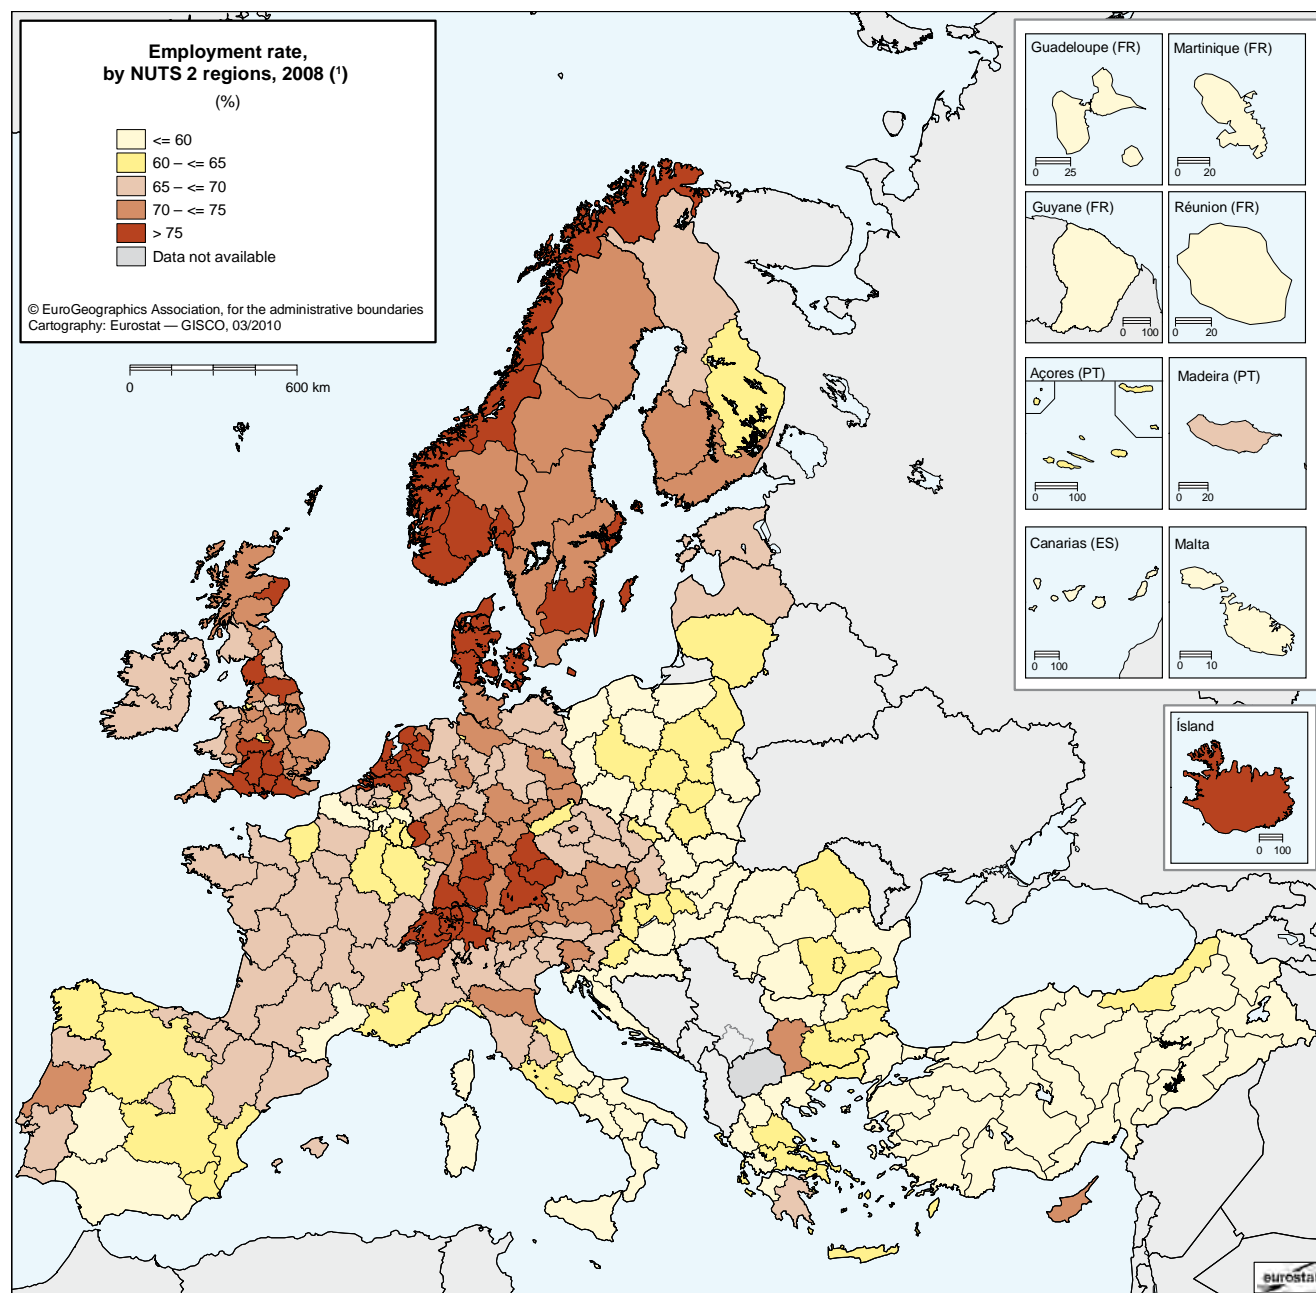 Employment rate,
by NUTS 2 regions, 2008 (¹)
(%)
<= 60
60 – <= 65
65 – <= 70
70 – <= 75
> 75
Data not available
© EuroGeographics Association, for the administrative boundaries
Cartography: Eurostat — GISCO, 03/2010
0 600 km
Guadeloupe (FR)
0 25
Martinique (FR)
0 20
Guyane (FR)
0 100
Réunion (FR)
0 20
Açores (PT)
0 100
Madeira (PT)
0 20
Canarias (ES)
0 100
Malta
0 10
Ísland
0 100
eurosta